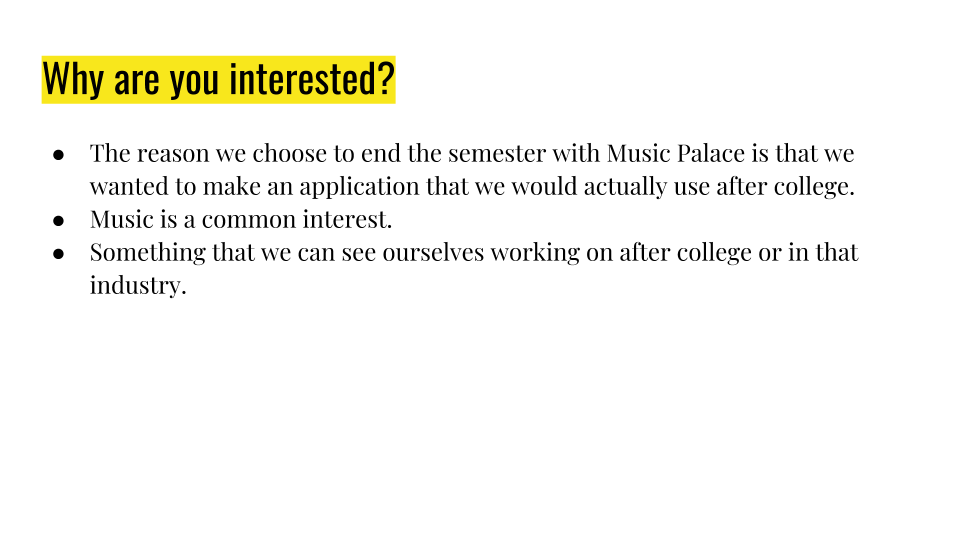 Why are you interested?
● The reason we choose to end the semester with Music Palace is that we
wanted to make an application that we would actually use after college.
● Music is a common interest.
● Something that we can see ourselves working on after college or in that
industry.